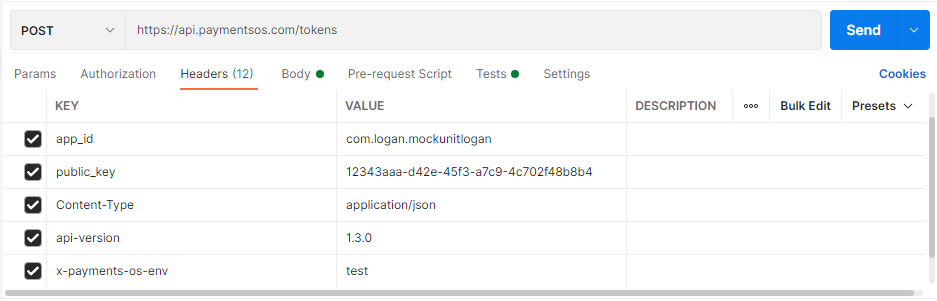 POST https://api.paymentsos.com/tokens Send
Params Authorization Headers (12) Body Pre-request Script Tests Settings Cookies
KEY VALUE DESCRIPTION ooo Bulk Edit Presets
app_id com.logan.mockunitlogan
public_key 12343aaa-d42e-45f3-a7c9-4c702f48b8b4
Content-Type application/json
api-version 1.3.0
x-payments-os-env test